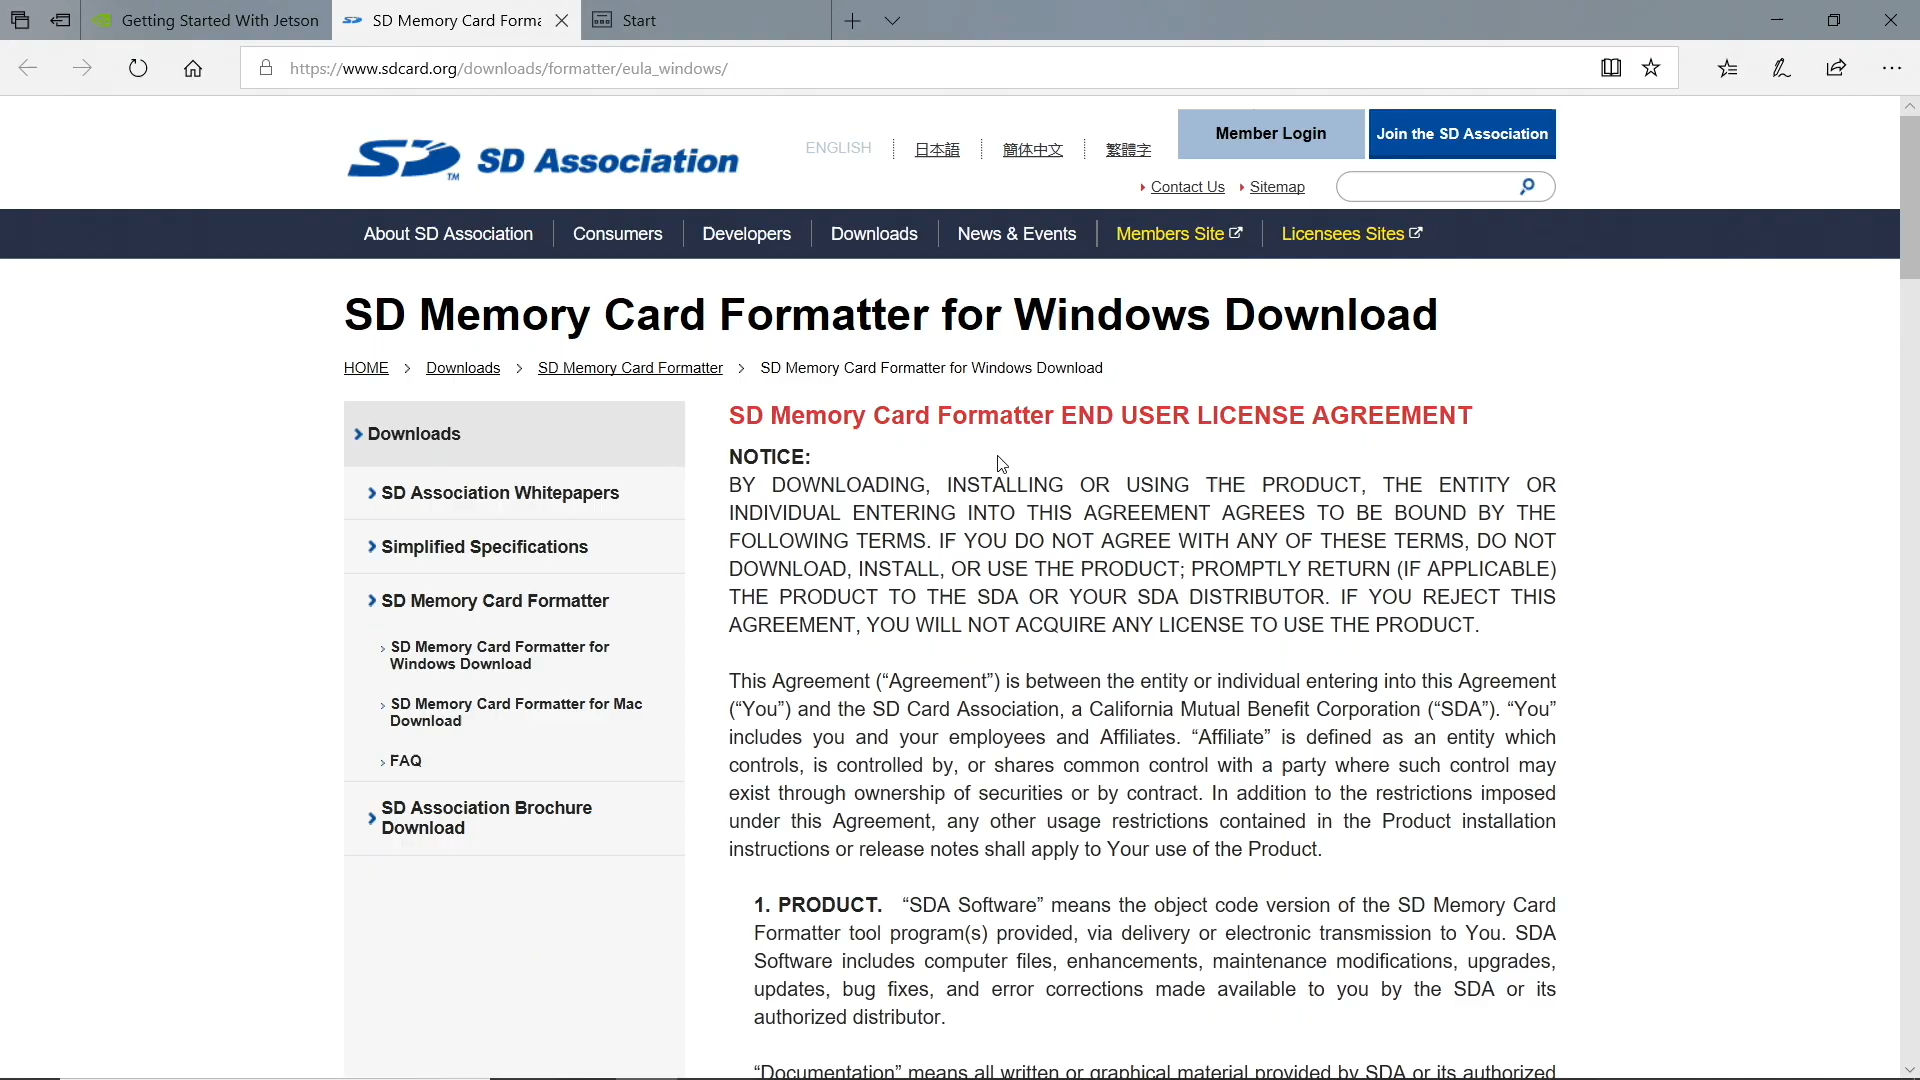 Getting Started With Jetson
SD Memory Card Forma
Start
https://www.sdcard.org/downloads/formatter/eula_windows/
SD TM SD Association
ENGLISH
日本語
簡体中文
繁體字
Member Login
Join the SD Association
Contact Us
Sitemap
About SD Association
Consumers
Developers
Downloads
News & Events
Members Site
Licensees Sites
SD Memory Card Formatter for Windows Download
HOME > Downloads > SD Memory Card Formatter > SD Memory Card Formatter for Windows Download
Downloads
SD Association Whitepapers
Simplified Specifications
SD Memory Card Formatter
SD Memory Card Formatter for
Windows Download
SD Memory Card Formatter for Mac
Download
FAQ
SD Association Brochure
Download
SD Memory Card Formatter END USER LICENSE AGREEMENT
NOTICE:
BY DOWNLOADING, INSTALLING OR USING THE PRODUCT, THE ENTITY OR
INDIVIDUAL ENTERING INTO THIS AGREEMENT AGREES TO BE BOUND BY THE
FOLLOWING TERMS. IF YOU DO NOT AGREE WITH ANY OF THESE TERMS, DO NOT
DOWNLOAD, INSTALL, OR USE THE PRODUCT; PROMPTLY RETURN (IF APPLICABLE)
THE PRODUCT TO THE SDA OR YOUR SDA DISTRIBUTOR. IF YOU REJECT THIS
AGREEMENT, YOU WILL NOT ACQUIRE ANY LICENSE TO USE THE PRODUCT.
This Agreement (“Agreement”) is between the entity or individual entering into this Agreement
(“You”) and the SD Card Association, a California Mutual Benefit Corporation (“SDA”). “You”
includes you and your employees and Affiliates. “Affiliate” is defined as an entity which
controls, is controlled by, or shares common control with a party where such control may
exist through ownership of securities or by contract. In addition to the restrictions imposed
under this Agreement, any other usage restrictions contained in the Product installation
instructions or release notes shall apply to Your use of the Product.
1. PRODUCT. “SDA Software” means the object code version of the SD Memory Card
Formatter tool program(s) provided, via delivery or electronic transmission to You. SDA
Software includes computer files, enhancements, maintenance modifications, upgrades,
updates, bug fixes, and error corrections made available to you by the SDA or its
authorized distributor.
“Documentation” means all written or graphical material provided by SDA or its authorized